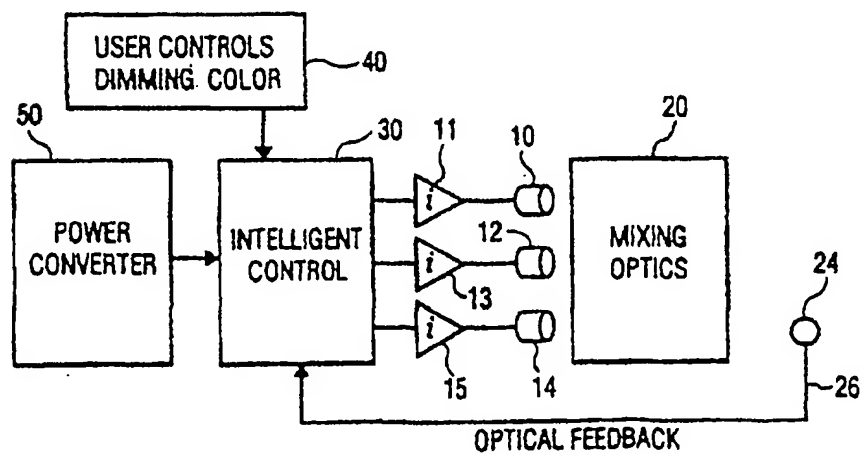 USER CONTROLS
DIMMING. COLOR
40
50
30
11
10
20
POWER
CONVERTER
INTELLIGENT
CONTROL
i
i
i
12
13
15
14
MIXING
OPTICS
24
26
OPTICAL FEEDBACK